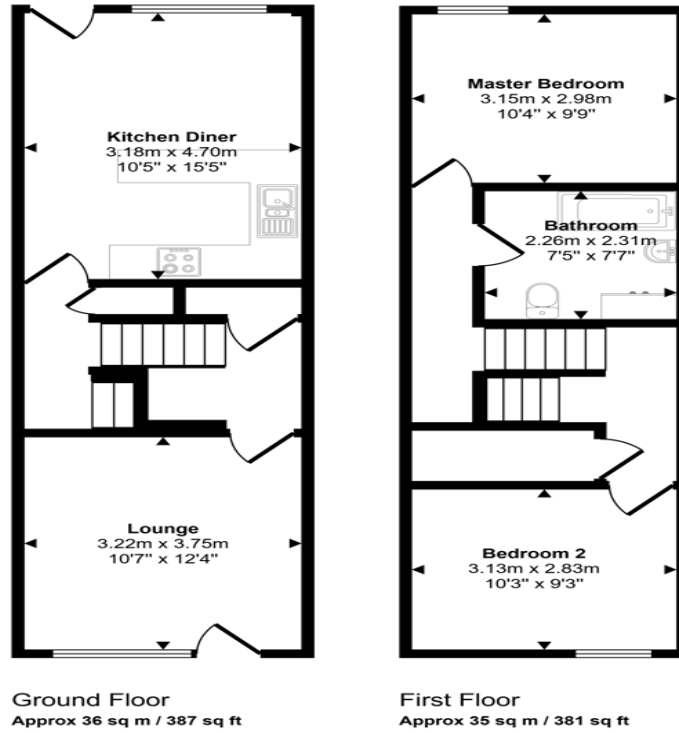 Kitchen Diner
3.18m x 4.70m
10'5" x 15'5"
Lounge
3.22m x 3.75m
10'7" x 12'4"
Ground Floor
Approx 36 sq m / 387 sq ft
Master Bedroom
3.15m x 2.98m
10'4" x 9'9"
Bathroom
2.26m x 2.31m
7'5" x 7'7"
Bedroom 2
3.13m x 2.83m
10'3" x 9'3"
First Floor
Approx 35 sq m / 381 sq ft